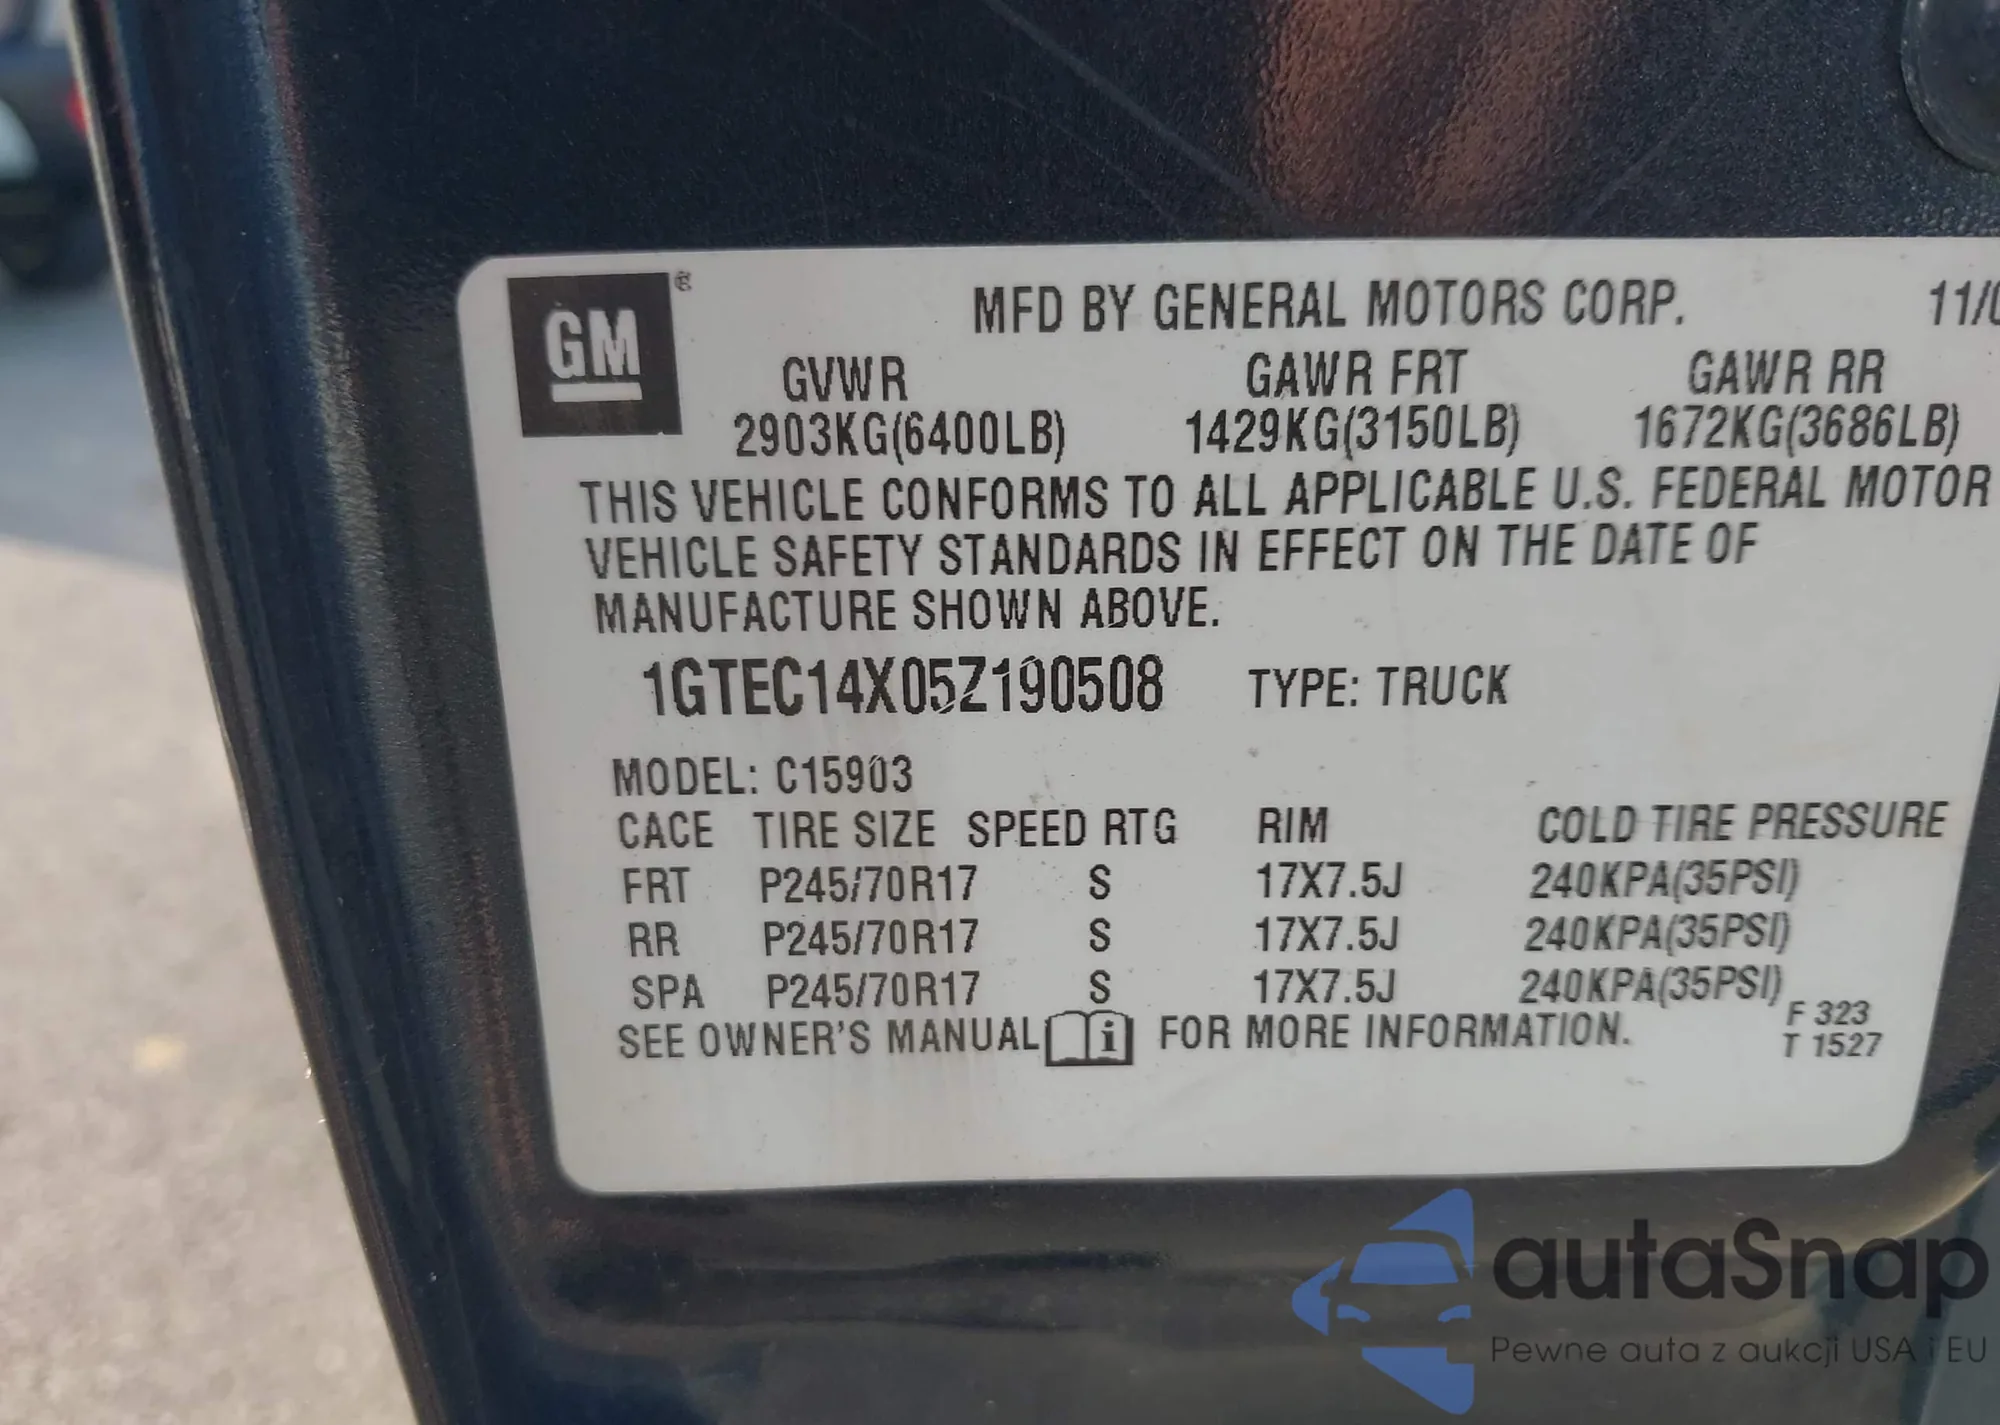 GM ®
MFD BY GENERAL MOTORS CORP. 11/0
GVWR GAWR FRT GAWR RR
2903KG(6400LB) 1429KG(3150LB) 1672KG(3686LB)
THIS VEHICLE CONFORMS TO ALL APPLICABLE U.S. FEDERAL MOTOR
VEHICLE SAFETY STANDARDS IN EFFECT ON THE DATE OF
MANUFACTURE SHOWN ABOVE.
1GTEC14X05Z190508 TYPE: TRUCK
MODEL: C15903
CACE TIRE SIZE SPEED RTG RIM COLD TIRE PRESSURE
FRT P245/70R17 S 17X7.5J 240KPA(35PSI)
RR P245/70R17 S 17X7.5J 240KPA(35PSI)
SPA P245/70R17 S 17X7.5J 240KPA(35PSI)
SEE OWNER'S MANUAL i FOR MORE INFORMATION.
F 323
T 1527
autaSnap
Pewne auta z aukcji USA i EU